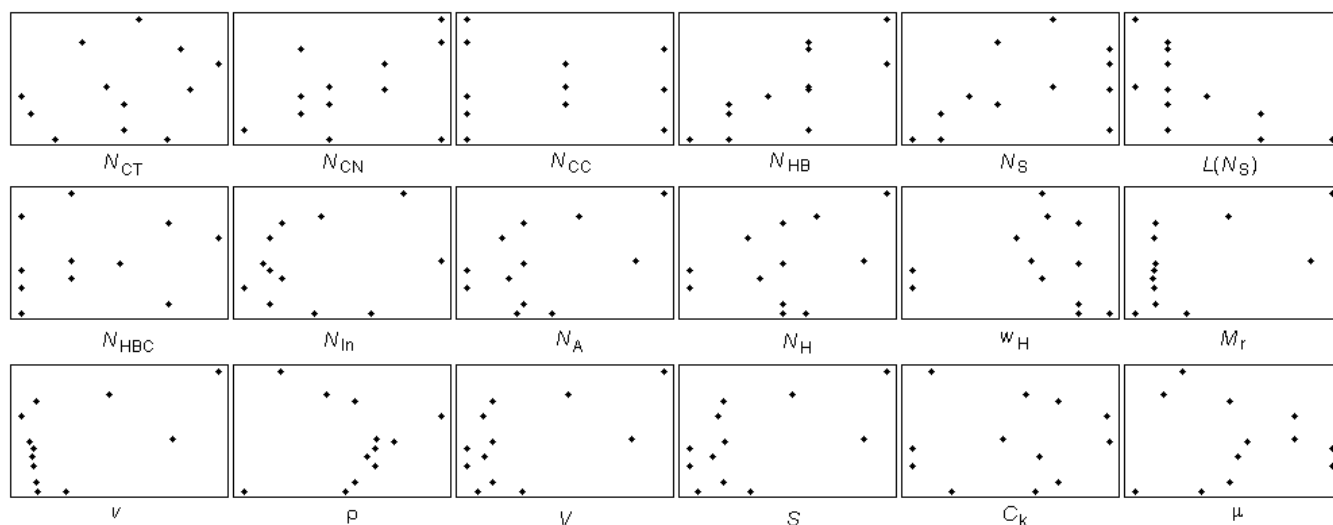 N_CT N_CN N_CC N_HB N_S L(N_S)
N_HBC N_In N_A N_H w_H M_r
v ρ V S C_k μ